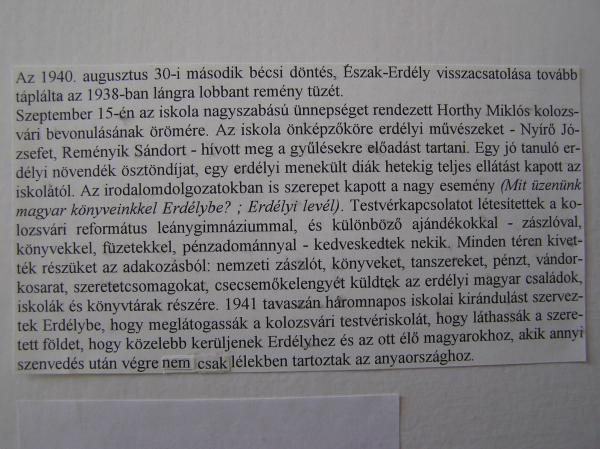 Az 1940. augusztus 30-i második bécsi döntés, Észak-Erdély visszacsatolása tovább
táplálta az 1938-ban lángra lobbant remény tüzét.
Szeptember 15-én az iskola nagyszabású ünnepséget rendezett Horthy Miklós kolozs-
vári bevonulásának örömére. Az iskola önképzőköre erdélyi művészeket - Nyírő Jó-
zsefet, Reményik Sándort - hívott meg a gyűlésekre előadást tartani. Egy jó tanuló er-
délyi növendék ösztöndíjat, egy erdélyi menekült diák hetekig teljes ellátást kapott az
iskolától. Az irodalomdolgozatokban is szerepet kapott a nagy esemény (Mit üzenünk
magyar könyveinkkel Erdélybe? ; Erdélyi levél). Testvérkapcsolatot létesítettek a ko-
lozsvári református leánygimnáziummal, és különböző ajándékokkal - zászlóval,
könyvekkel, füzetekkel, pénzadománnyal - kedveskedtek nekik. Minden téren kivet-
ték részüket az adakozásból: nemzeti zászlót, könyveket, tanszereket, pénzt, vándor-
kosarat, szeretetcsomagokat, csecsemőkelengyét küldtek az erdélyi magyar családok,
iskolák és könyvtárak részére. 1941 tavaszán háromnapos iskolai kirándulást szervez-
tek Erdélybe, hogy meglátogassák a kolozsvári testvériskolát, hogy láthassák a szere-
tett földet, hogy közelebb kerüljenek Erdélyhez és az ott élő magyarokhoz, akik annyi
szenvedés után végre nem csak lélekben tartoztak az anyaországhoz.